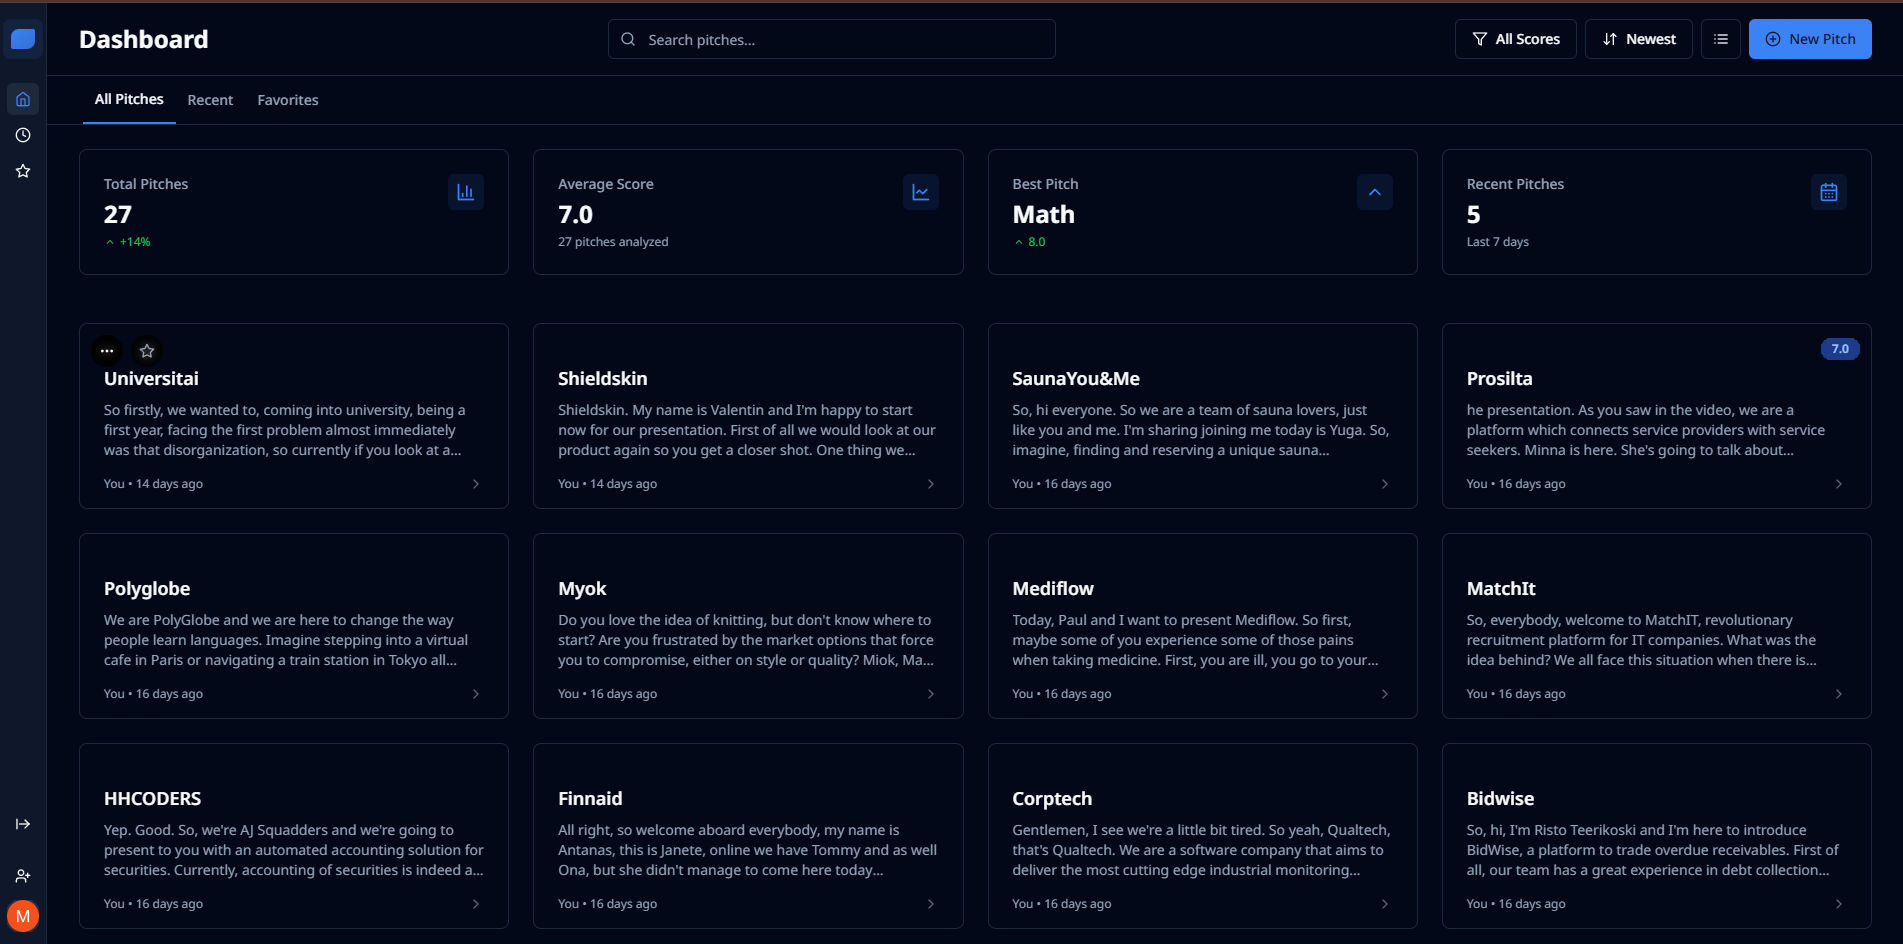 Dashboard
Search pitches...
All Scores
Newest
New Pitch
All Pitches
Recent
Favorites
Total Pitches
27
+14%
Average Score
7.0
27 pitches analyzed
Best Pitch
Math
8.0
Recent Pitches
5
Last 7 days
Universitai
So firstly, we wanted to, coming into university, being a
first year, facing the first problem almost immediately
was that disorganization, so currently if you look at a...
You • 14 days ago
Shieldskin
Shieldskin. My name is Valentin and I'm happy to start
now for our presentation. First of all we would look at our
product again so you get a closer shot. One thing we...
You • 14 days ago
SaunaYou&Me
So, hi everyone. So we are a team of sauna lovers, just
like you and me. I'm sharing joining me today is Yuga. So,
imagine, finding and reserving a unique sauna...
You • 16 days ago
7.0
Prosilta
he presentation. As you saw in the video, we are a
platform which connects service providers with service
seekers. Minna is here. She's going to talk about...
You • 16 days ago
Polyglobe
We are PolyGlobe and we are here to change the way
people learn languages. Imagine stepping into a virtual
cafe in Paris or navigating a train station in Tokyo all...
You • 16 days ago
Myok
Do you love the idea of knitting, but don't know where to
start? Are you frustrated by the market options that force
you to compromise, either on style or quality? Miok, Ma...
You • 16 days ago
Mediflow
Today, Paul and I want to present Mediflow. So first,
maybe some of you experience some of those pains
when taking medicine. First, you are ill, you go to your...
You • 16 days ago
MatchIt
So, everybody, welcome to MatchIT, revolutionary
recruitment platform for IT companies. What was the
idea behind? We all face this situation when there is...
You • 16 days ago
HHCODERS
Yep. Good. So, we're AJ Squadders and we're going to
present to you with an automated accounting solution for
securities. Currently, accounting of securities is indeed a...
You • 16 days ago
Finnaid
All right, so welcome aboard everybody, my name is
Antanas, this is Janete, online we have Tommy and as well
Ona, but she didn't manage to come here today...
You • 16 days ago
Corptech
Gentlemen, I see we're a little bit tired. So yeah, Qualtech,
that's Qualtech. We are a software company that aims to
deliver the most cutting edge industrial monitoring...
You • 16 days ago
Bidwise
So, hi, I'm Risto Teerikoski and I'm here to introduce
BidWise, a platform to trade overdue receivables. First of
all, our team has a great experience in debt collection...
You • 16 days ago
M